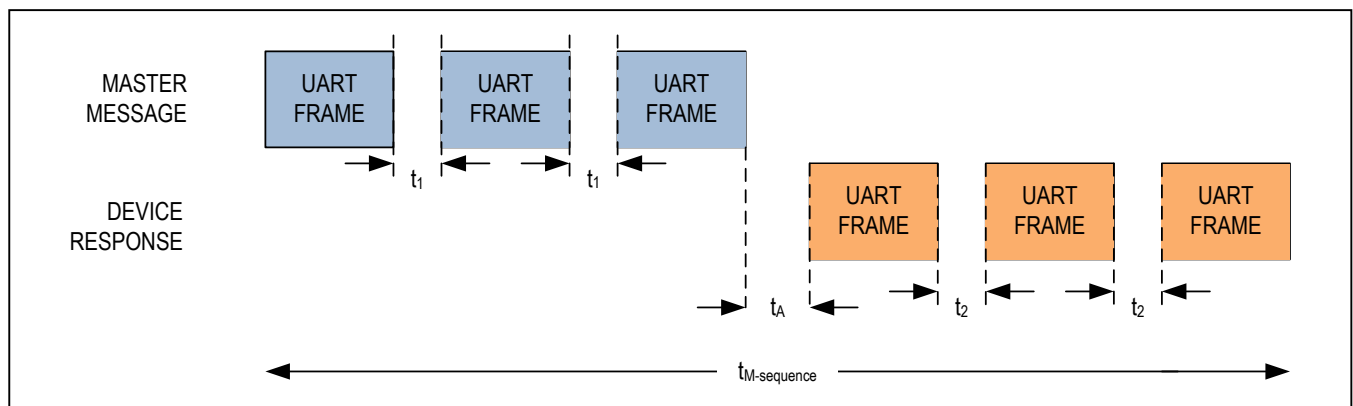 MASTER
MESSAGE
UART
FRAME
UART
FRAME
UART
FRAME
t1
t1
DEVICE
RESPONSE
UART
FRAME
UART
FRAME
UART
FRAME
tA
t2
t2
tM-sequence